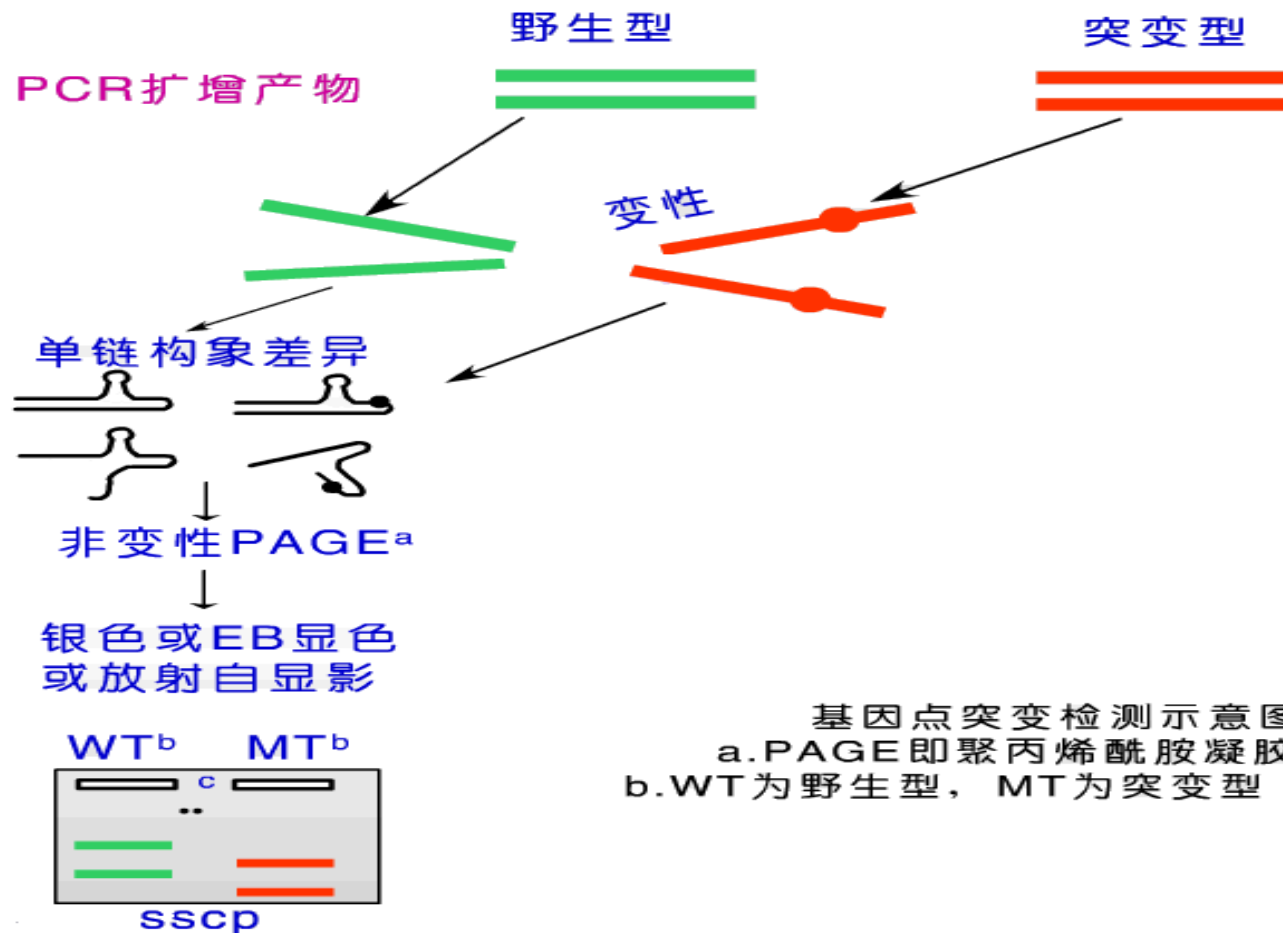 野生型
突变型
PCR扩增产物
变性
单链构象差异
非变性PAGEa
银色或EB显色
或放射自显影
WTb MTb
c
sscp
基因点突变检测示意图
a.PAGE即聚丙烯酰胺凝胶
b.WT为野生型，MT为突变型